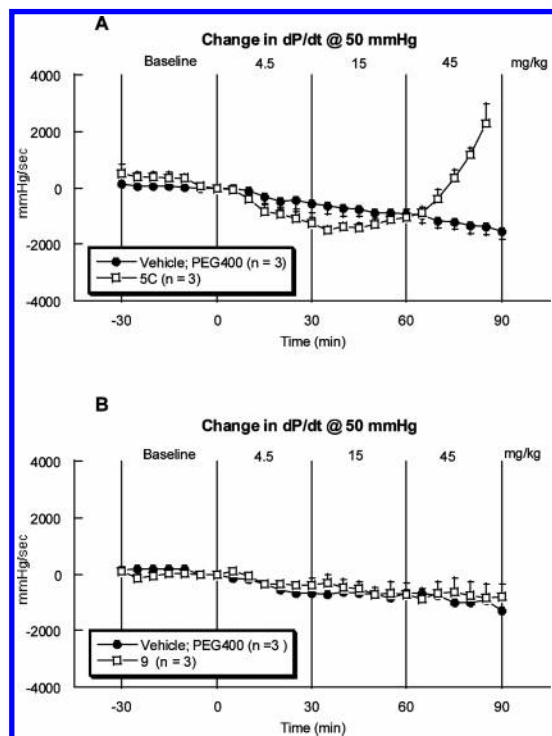 A
Change in dP/dt @ 50 mmHg
Baseline 4.5 15 45 mg/kg
4000
2000
0
-2000
-4000
mmHg/sec
Vehicle; PEG400 (n = 3)
5C (n = 3)
-30 0 30 60 90
Time (min)
B
Change in dP/dt @ 50 mmHg
Baseline 4.5 15 45 mg/kg
4000
2000
0
-2000
-4000
mmHg/sec
Vehicle; PEG400 (n =3 )
9 (n = 3)
-30 0 30 60 90
Time (min)